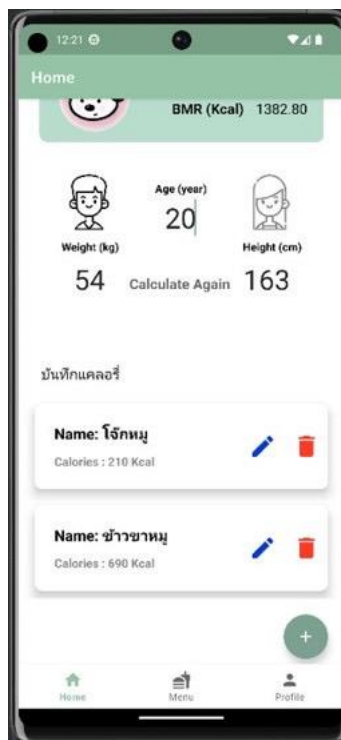 12:21
Home
BMR (Kcal) 1382.80
Age (year)
20
Weight (kg)
Height (cm)
54 Calculate Again 163
บันทึกแคลอรี่
Name: โจ๊กหมู
Calories : 210 Kcal
Name: ข้าวขาหมู
Calories : 690 Kcal
+
Home Menu Profile